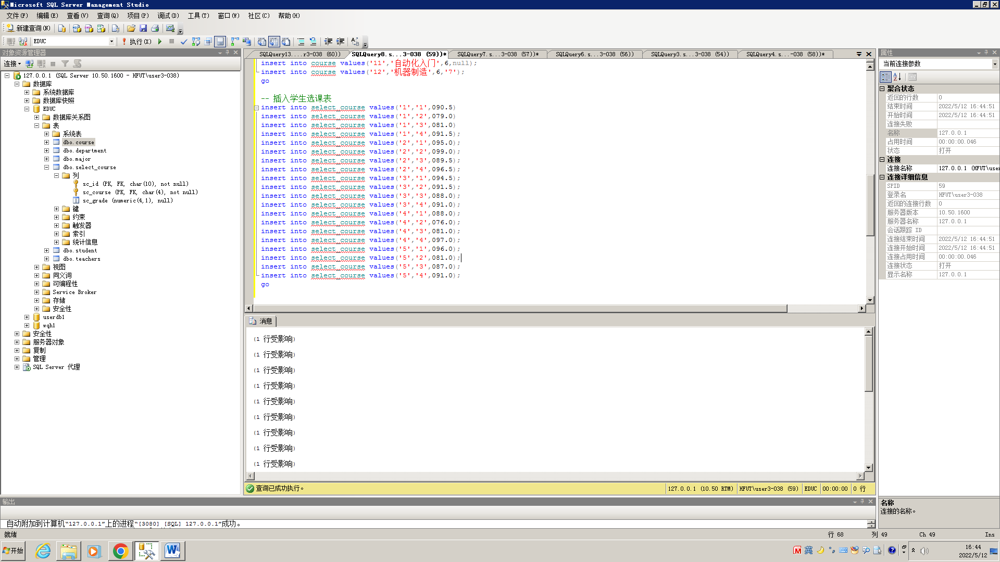 Microsoft SQL Server Management Studio
文件(F) 编辑(E) 查看(V) 查询(Q) 项目(P) 调试(D) 工具(T) 窗口(W) 社区(C) 帮助(H)
新建查询(N)
EDUC 执行(X)
对象资源管理器
连接
127.0.0.1 (SQL Server 10.50.1600 - HFUT\user3-038)
数据库
系统数据库
数据库快照
EDUC
数据库关系图
表
系统表
dbo.course
dbo.department
dbo.major
dbo.select_course
列
sc_id (PK, FK, char(10), not null)
sc_course (PK, FK, char(4), not null)
sc_grade (numeric(4,1), null)
键
约束
触发器
索引
统计信息
dbo.student
dbo.teachers
视图
同义词
可编程性
Service Broker
存储
安全性
userdb1
wqh1
安全性
服务器对象
复制
管理
SQL Server 代理
SQLQuery13....r3-038 (60)) SQLQuery8.s...3-038 (59))* SQLQuery7.s...3-038 (57))* SQLQuery6.s...3-038 (56)) SQLQuery3.s...3-038 (54)) SQLQuery4.s...-038 (58))*
insert into course values('11','自动化入门',6,null);
insert into course values('12','机器制造',6,'7');
go
-- 插入学生选课表
insert into select_course values('1','1',090.5)
insert into select_course values('1','2',079.0)
insert into select_course values('1','3',081.0)
insert into select_course values('1','4',091.5);
insert into select_course values('2','1',095.0);
insert into select_course values('2','2',099.0);
insert into select_course values('2','3',089.5);
insert into select_course values('2','4',096.5);
insert into select_course values('3','1',094.5);
insert into select_course values('3','2',091.5);
insert into select_course values('3','3',088.0);
insert into select_course values('3','4',091.0);
insert into select_course values('4','1',088.0);
insert into select_course values('4','2',076.0);
insert into select_course values('4','3',081.0);
insert into select_course values('4','4',097.0);
insert into select_course values('5','1',096.0);
insert into select_course values('5','2',081.0);
insert into select_course values('5','3',087.0);
insert into select_course values('5','4',091.0);
go
消息
(1 行受影响)
(1 行受影响)
(1 行受影响)
(1 行受影响)
(1 行受影响)
(1 行受影响)
(1 行受影响)
(1 行受影响)
(1 行受影响)
查询已成功执行。 127.0.0.1 (10.50 RTM) HFUT\user3-038 (59) EDUC 00:00:00 0 行
属性
当前连接参数
聚合状态
返回的行数 0
结束时间 2022/5/12 16:44:51
开始时间 2022/5/12 16:44:51
连接失败
名称 127.0.0.1
占用时间 00:00:00.046
状态 打开
连接
连接名称 127.0.0.1 (HFUT\user
连接详细信息
SPID 59
登录名 HFUT\user3-038
返回的连接行数 0
服务器版本 10.50.1600
服务器名称 127.0.0.1
会话跟踪 ID
连接结束时间 2022/5/12 16:44:51
连接开始时间 2022/5/12 16:44:51
连接占用时间 00:00:00.046
连接状态 打开
显示名称 127.0.0.1
名称
连接的名称。
输出
自动附加到计算机“127.0.0.1”上的进程“[3080] [SQL] 127.0.0.1”成功。
就绪 行 68 列 49 Ch 49 Ins
开始
英
16:44
2022/5/12